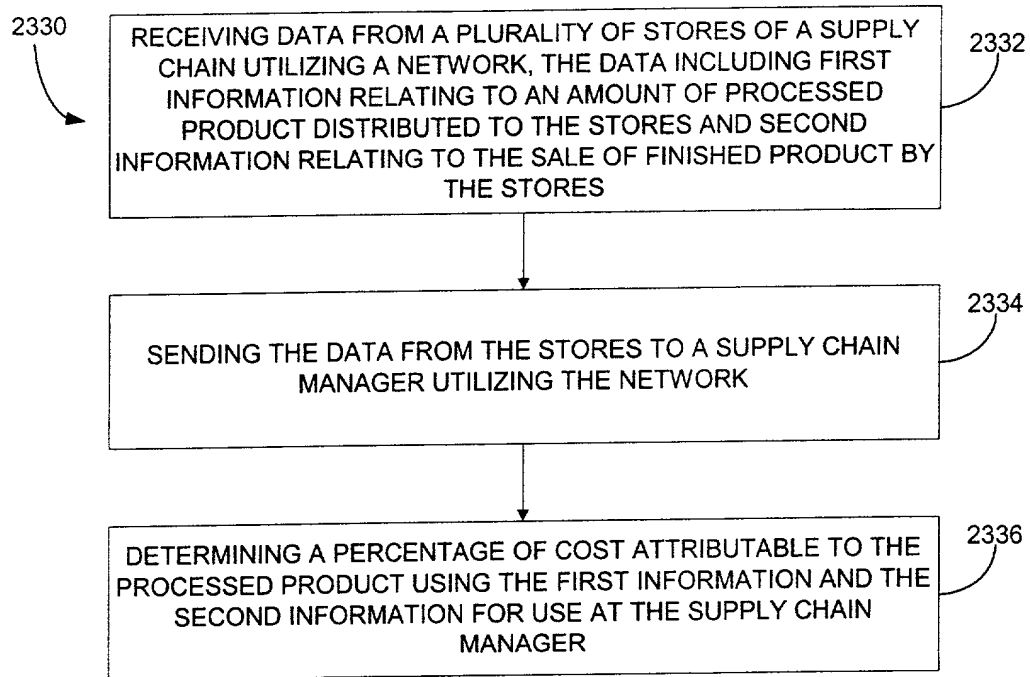 2330
RECEIVING DATA FROM A PLURALITY OF STORES OF A SUPPLY
CHAIN UTILIZING A NETWORK, THE DATA INCLUDING FIRST
INFORMATION RELATING TO AN AMOUNT OF PROCESSED
PRODUCT DISTRIBUTED TO THE STORES AND SECOND
INFORMATION RELATING TO THE SALE OF FINISHED PRODUCT BY
THE STORES
2332
SENDING THE DATA FROM THE STORES TO A SUPPLY CHAIN
MANAGER UTILIZING THE NETWORK
2334
DETERMINING A PERCENTAGE OF COST ATTRIBUTABLE TO THE
PROCESSED PRODUCT USING THE FIRST INFORMATION AND THE
SECOND INFORMATION FOR USE AT THE SUPPLY CHAIN
MANAGER
2336